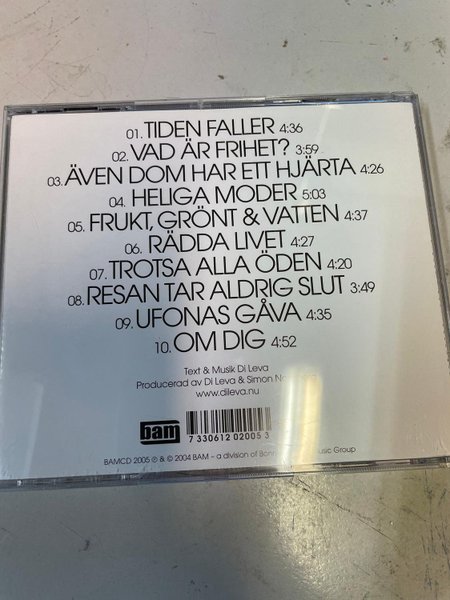 01. TIDEN FALLER 4:36
02. VAD ÄR FRIHET? 3:59
03. ÄVEN DOM HAR ETT HJÄRTA 4:26
04. HELIGA MODER 5:03
05. FRUKT, GRÖNT & VATTEN 4:37
06. RÄDDA LIVET 4:27
07. TROTSA ALLA ÖDEN 4:20
08. RESAN TAR ALDRIG SLUT 3:49
09. UFONAS GÅVA 4:35
10. OM DIG 4:52
Text & Musik Di Leva
Producerad av Di Leva & Simon
www.dileva.nu
bam
7 330612 020053
BAMCD 2005 ℗ & © 2004 BAM – a division of Group